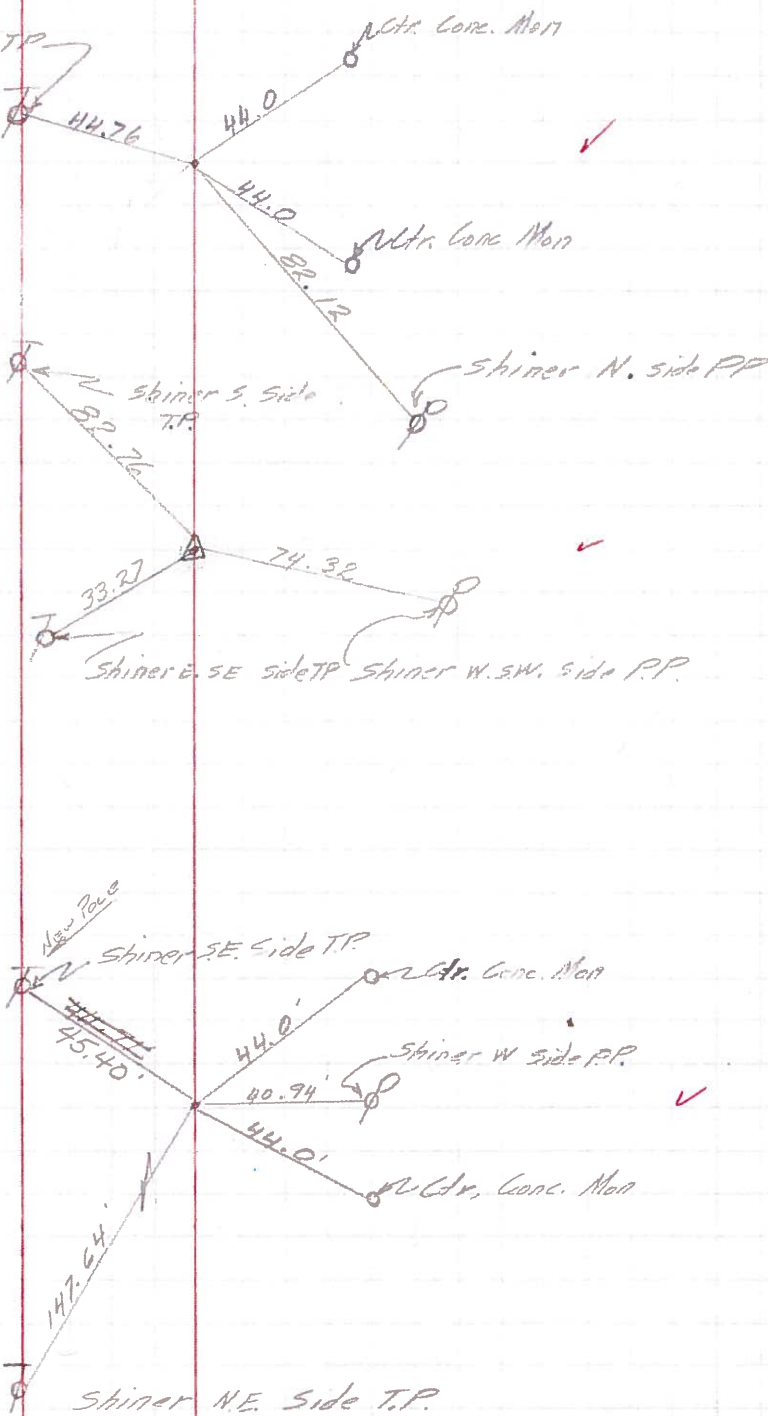 TP
Ctr. Conc. Mon
44.76
44.0
44.0
Ctr. Conc Mon
82.12
Shiner N. side PP
Shiner S. Side
T.P.
82.76
74.32
33.27
Shiner E. SE side TP
Shiner W. S.W. side P.P.
New Pole
Shiner S.E. Side T.P.
Ctr. Conc. Mon
45.40'
44.0'
Shiner W side P.P.
40.94'
44.0'
Ctr, Conc. Mon
147.64'
Shiner N.E. Side T.P.